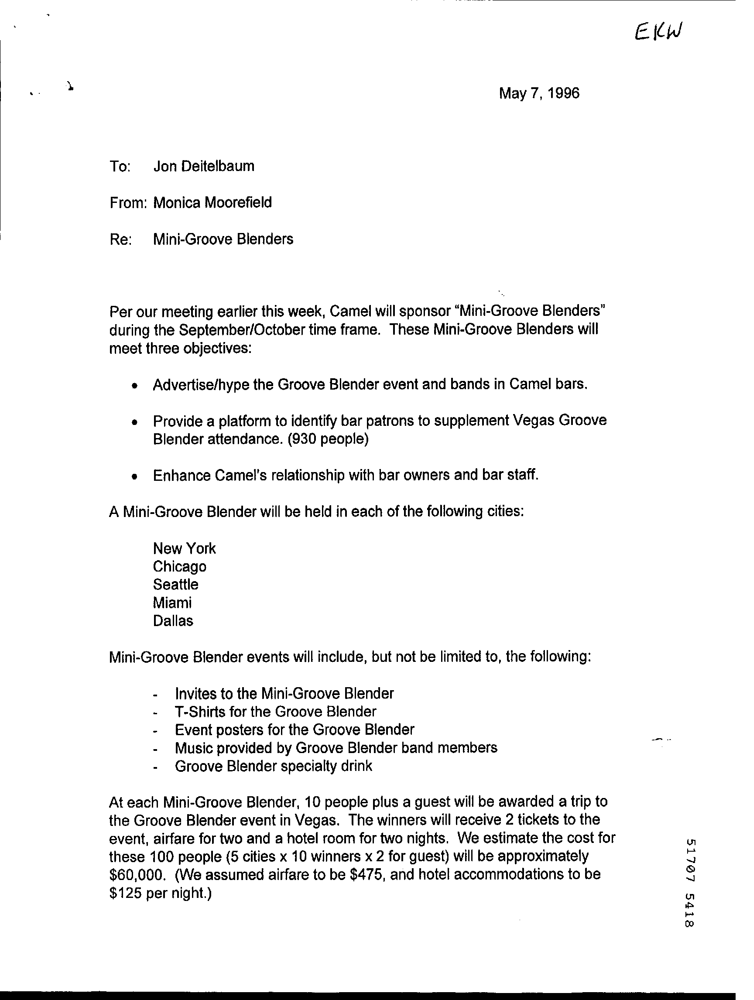 EKW
May 7, 1996
To: Jon Deitelbaum
From: Monica Moorefield
Re: Mini-Groove Blenders
Per our meeting earlier this week, Camel will sponsor “Mini-Groove Blenders”
during the September/October time frame. These Mini-Groove Blenders will
meet three objectives:
• Advertise/hype the Groove Blender event and bands in Camel bars.
• Provide a platform to identify bar patrons to supplement Vegas Groove
Blender attendance. (930 people)
• Enhance Camel's relationship with bar owners and bar staff.
A Mini-Groove Blender will be held in each of the following cities:
New York
Chicago
Seattle
Miami
Dallas
Mini-Groove Blender events will include, but not be limited to, the following:
- Invites to the Mini-Groove Blender
- T-Shirts for the Groove Blender
- Event posters for the Groove Blender
- Music provided by Groove Blender band members
- Groove Blender specialty drink
At each Mini-Groove Blender, 10 people plus a guest will be awarded a trip to
the Groove Blender event in Vegas. The winners will receive 2 tickets to the
event, airfare for two and a hotel room for two nights. We estimate the cost for
these 100 people (5 cities x 10 winners x 2 for guest) will be approximately
$60,000. (We assumed airfare to be $475, and hotel accommodations to be
$125 per night.)
51707 5418